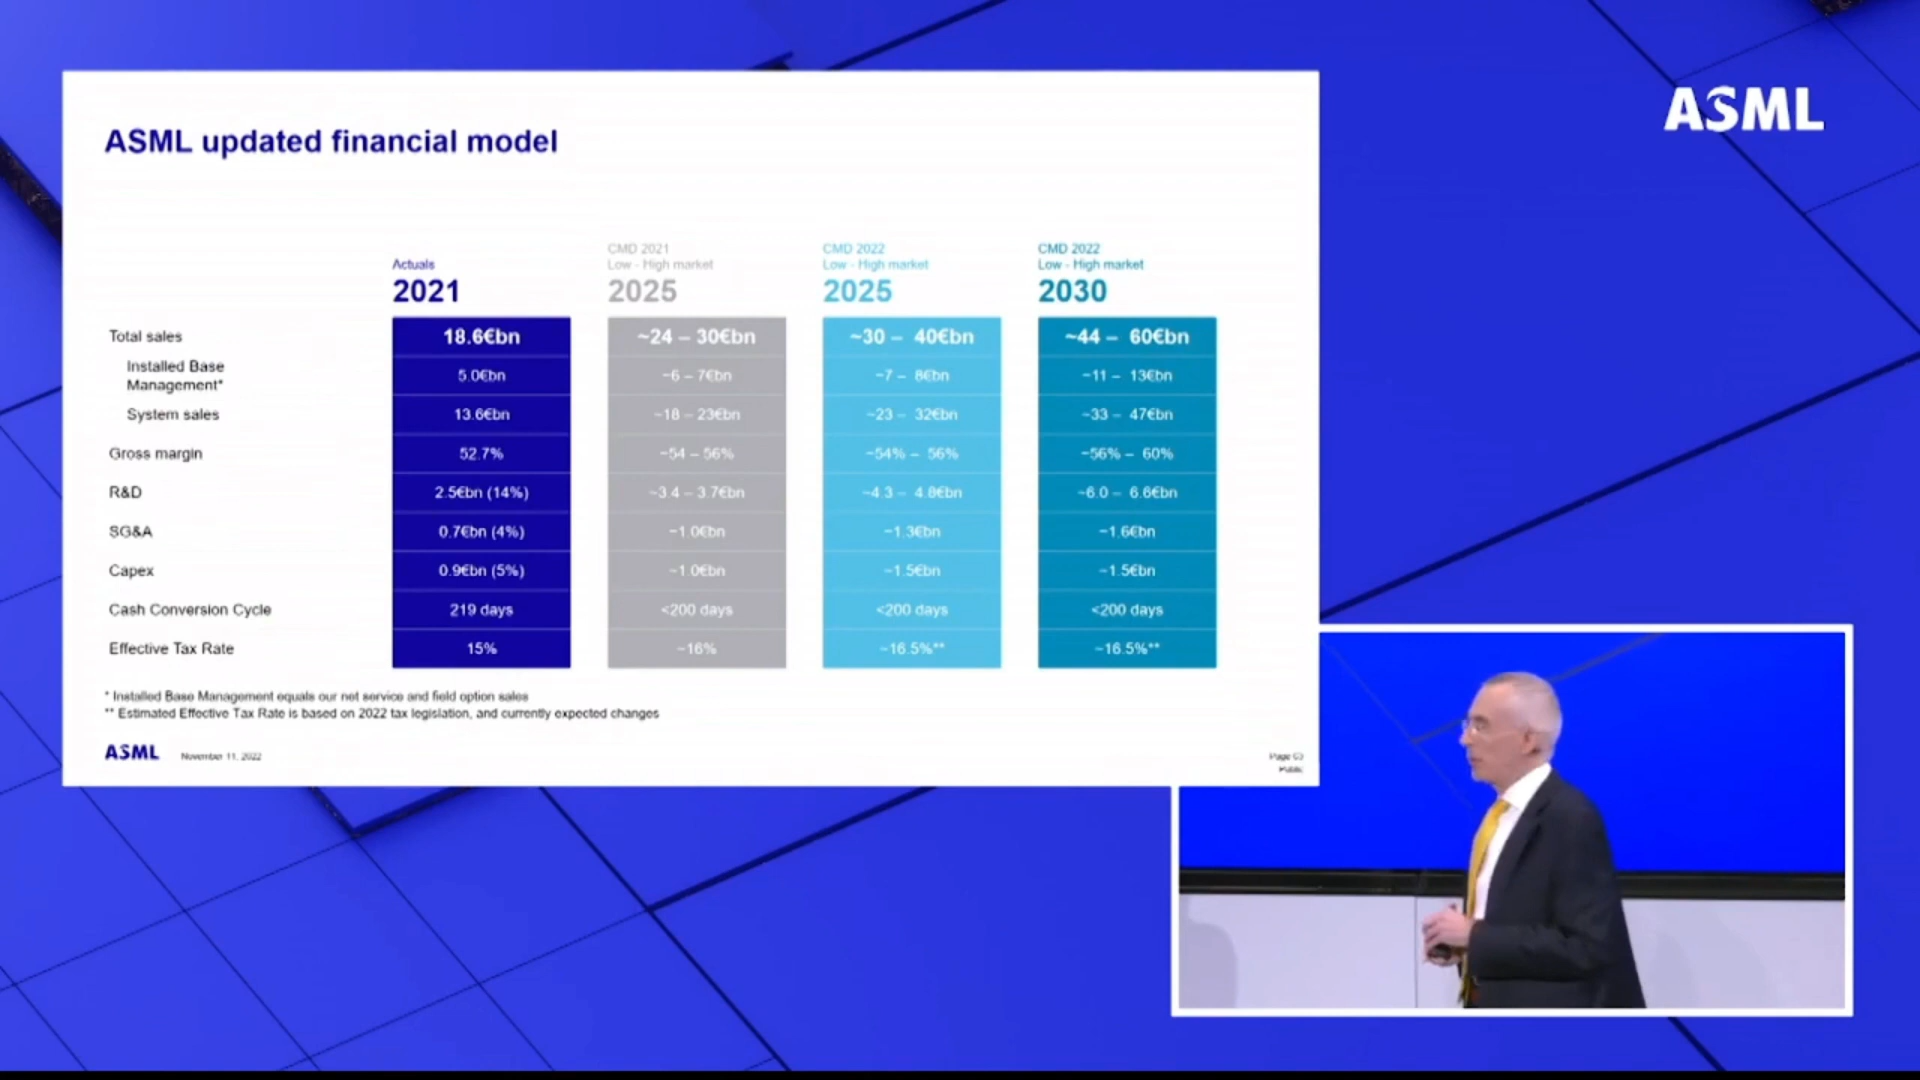 ASML
ASML updated financial model
Actuals
2021
CMD 2021
Low - High market
2025
CMD 2022
Low - High market
2025
CMD 2022
Low - High market
2030
Total sales 18.6€bn ~24 – 30€bn ~30 – 40€bn ~44 – 60€bn
Installed Base
Management* 5.0€bn ~6 – 7€bn ~7 – 8€bn ~11 – 13€bn
System sales 13.6€bn ~18 – 23€bn ~23 – 32€bn ~33 – 47€bn
Gross margin 52.7% ~54 – 56% ~54% – 56% ~56% – 60%
R&D 2.5€bn (14%) ~3.4 – 3.7€bn ~4.3 – 4.8€bn ~6.0 – 6.6€bn
SG&A 0.7€bn (4%) ~1.0€bn ~1.3€bn ~1.6€bn
Capex 0.9€bn (5%) ~1.0€bn ~1.5€bn ~1.5€bn
Cash Conversion Cycle 219 days <200 days <200 days <200 days
Effective Tax Rate 15% ~16% ~16.5%** ~16.5%**
* Installed Base Management equals our net service and field option sales
** Estimated Effective Tax Rate is based on 2022 tax legislation, and currently expected changes
ASML November 11, 2022
Page
Public